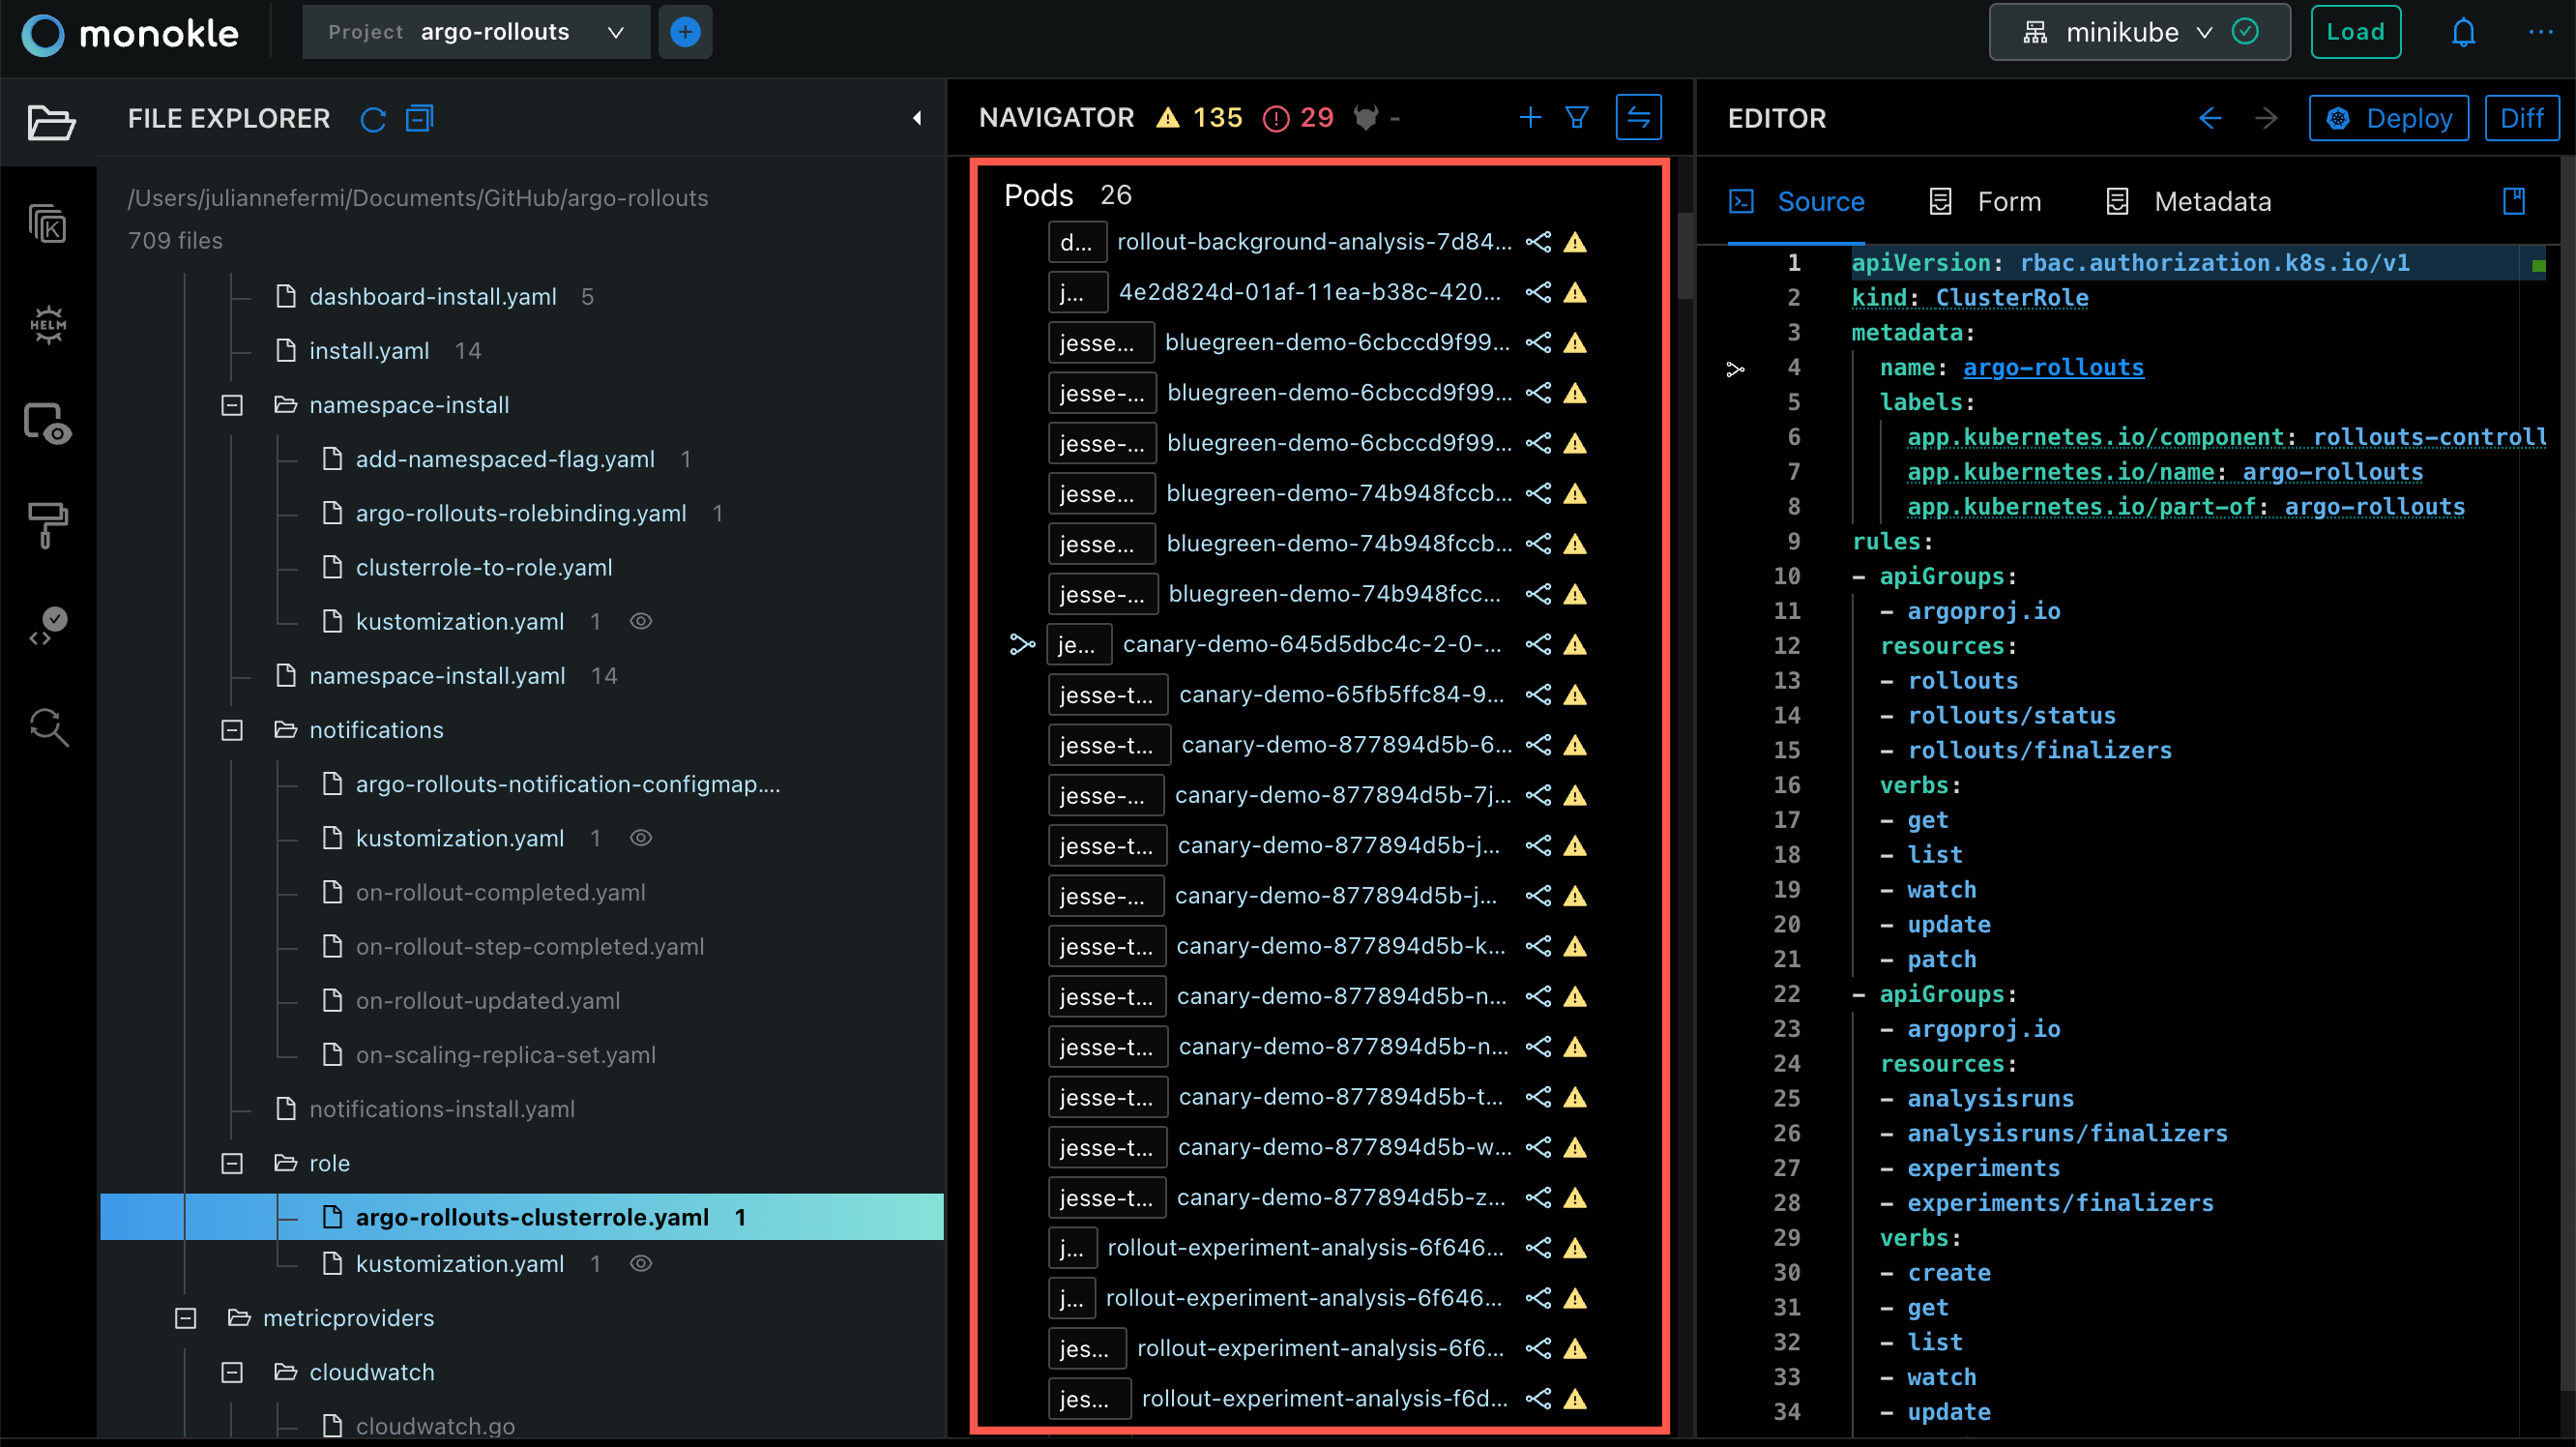 monokle
Project argo-rollouts
minikube
Load
FILE EXPLORER
/Users/juliannefermi/Documents/GitHub/argo-rollouts
709 files
dashboard-install.yaml 5
install.yaml 14
namespace-install
add-namespaced-flag.yaml 1
argo-rollouts-rolebinding.yaml 1
clusterrole-to-role.yaml
kustomization.yaml 1
namespace-install.yaml 14
notifications
argo-rollouts-notification-configmap....
kustomization.yaml 1
on-rollout-completed.yaml
on-rollout-step-completed.yaml
on-rollout-updated.yaml
on-scaling-replica-set.yaml
notifications-install.yaml
role
argo-rollouts-clusterrole.yaml 1
kustomization.yaml 1
metricproviders
cloudwatch
cloudwatch.go
K
HELM
NAVIGATOR 135 29 -
Pods 26
d... rollout-background-analysis-7d84...
j... 4e2d824d-01af-11ea-b38c-420...
jesse... bluegreen-demo-6cbccd9f99...
jesse-... bluegreen-demo-6cbccd9f99...
jesse-... bluegreen-demo-6cbccd9f99...
jesse... bluegreen-demo-74b948fccb...
jesse... bluegreen-demo-74b948fccb...
jesse-... bluegreen-demo-74b948fcc...
je... canary-demo-645d5dbc4c-2-0-...
jesse-t... canary-demo-65fb5ffc84-9...
jesse-t... canary-demo-877894d5b-6...
jesse-... canary-demo-877894d5b-7j...
jesse-t... canary-demo-877894d5b-j...
jesse-... canary-demo-877894d5b-j...
jesse-t... canary-demo-877894d5b-k...
jesse-t... canary-demo-877894d5b-n...
jesse-t... canary-demo-877894d5b-n...
jesse-t... canary-demo-877894d5b-t...
jesse-t... canary-demo-877894d5b-w...
jesse-t... canary-demo-877894d5b-z...
j... rollout-experiment-analysis-6f646...
j... rollout-experiment-analysis-6f646...
jes... rollout-experiment-analysis-6f6...
jes... rollout-experiment-analysis-f6d...
EDITOR
Deploy
Diff
Source Form Metadata
1 apiVersion: rbac.authorization.k8s.io/v1
2 kind: ClusterRole
3 metadata:
4 name: argo-rollouts
5 labels:
6 app.kubernetes.io/component: rollouts-controll
7 app.kubernetes.io/name: argo-rollouts
8 app.kubernetes.io/part-of: argo-rollouts
9 rules:
10 - apiGroups:
11 - argoproj.io
12 resources:
13 - rollouts
14 - rollouts/status
15 - rollouts/finalizers
16 verbs:
17 - get
18 - list
19 - watch
20 - update
21 - patch
22 - apiGroups:
23 - argoproj.io
24 resources:
25 - analysisruns
26 - analysisruns/finalizers
27 - experiments
28 - experiments/finalizers
29 verbs:
30 - create
31 - get
32 - list
33 - watch
34 - update